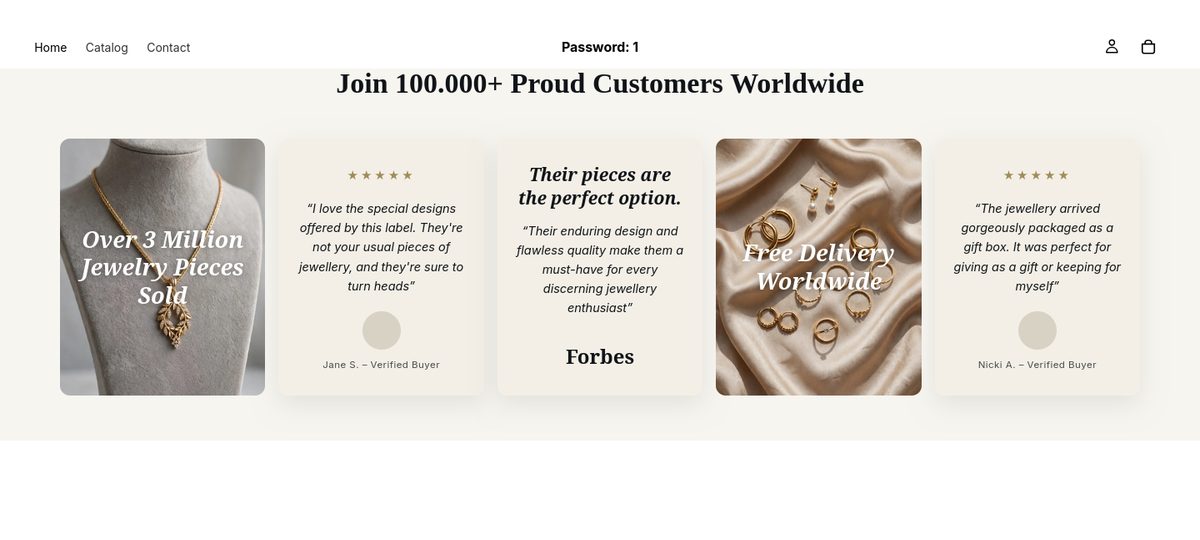 Home Catalog Contact
Password: 1
Join 100.000+ Proud Customers Worldwide
Over 3 Million
Jewelry Pieces
Sold
★★★★★
“I love the special designs
offered by this label. They're
not your usual pieces of
jewellery, and they're sure to
turn heads”
Jane S. – Verified Buyer
Their pieces are
the perfect option.
“Their enduring design and
flawless quality make them a
must-have for every
discerning jewellery
enthusiast”
Forbes
Free Delivery
Worldwide
★★★★★
“The jewellery arrived
gorgeously packaged as a
gift box. It was perfect for
giving as a gift or keeping for
myself”
Nicki A. – Verified Buyer